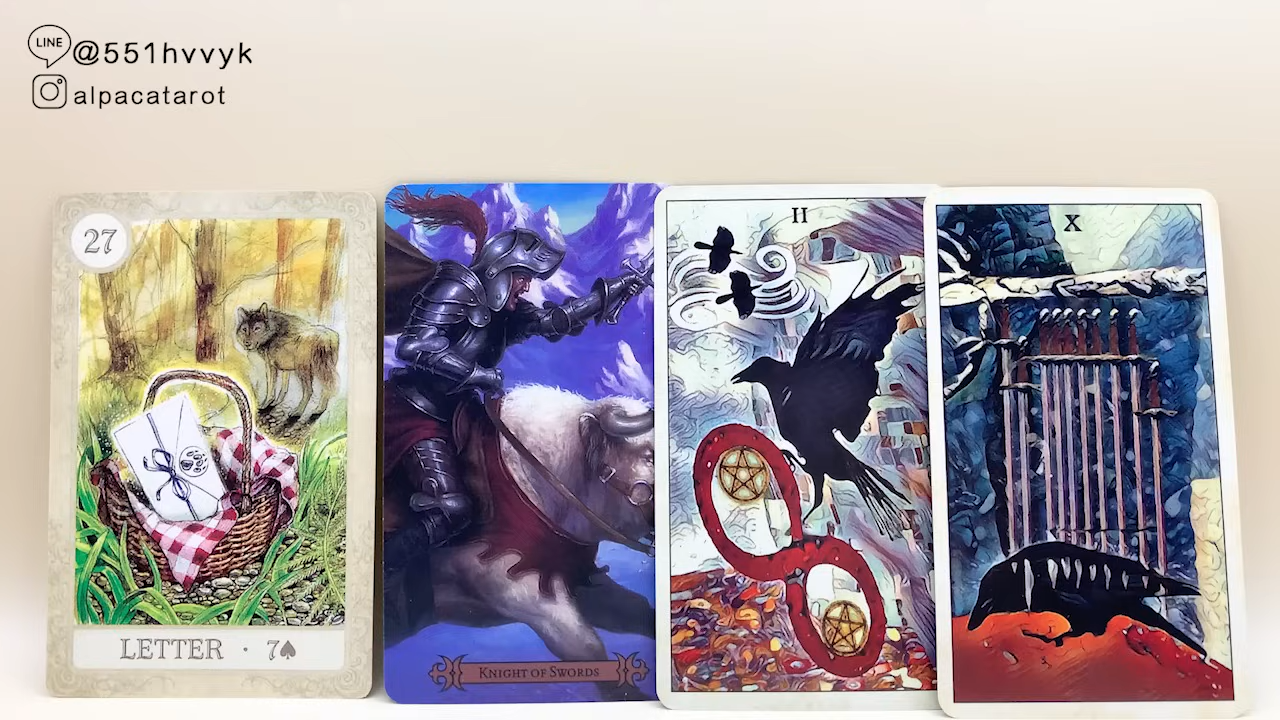 LINE @551hvvyk
alpacatarot
27
LETTER · 7♠
KNIGHT OF SWORDS
II
X